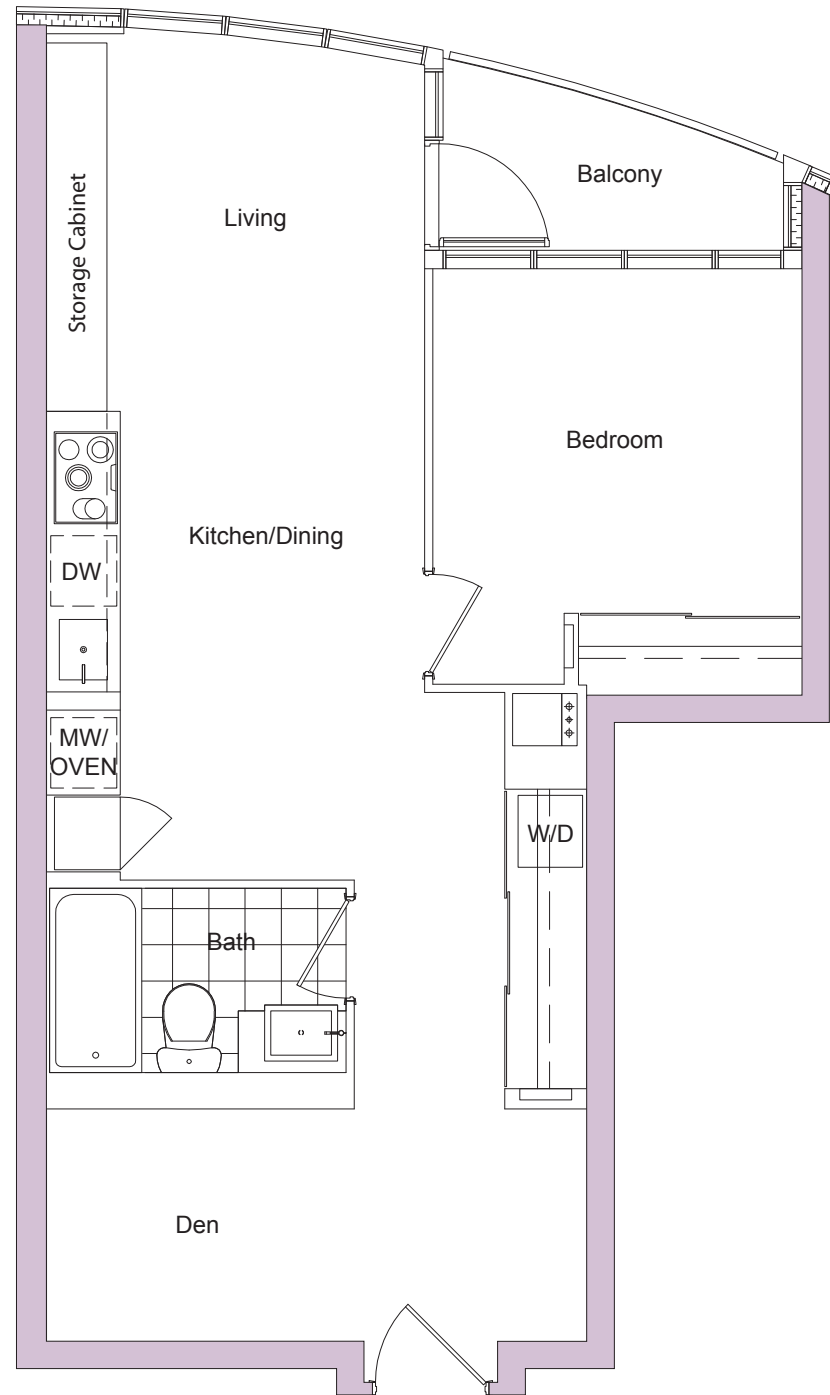 Balcony
Living
Storage Cabinet
Bedroom
Kitchen/Dining
DW
MW/
OVEN
W/D
Bath
Den